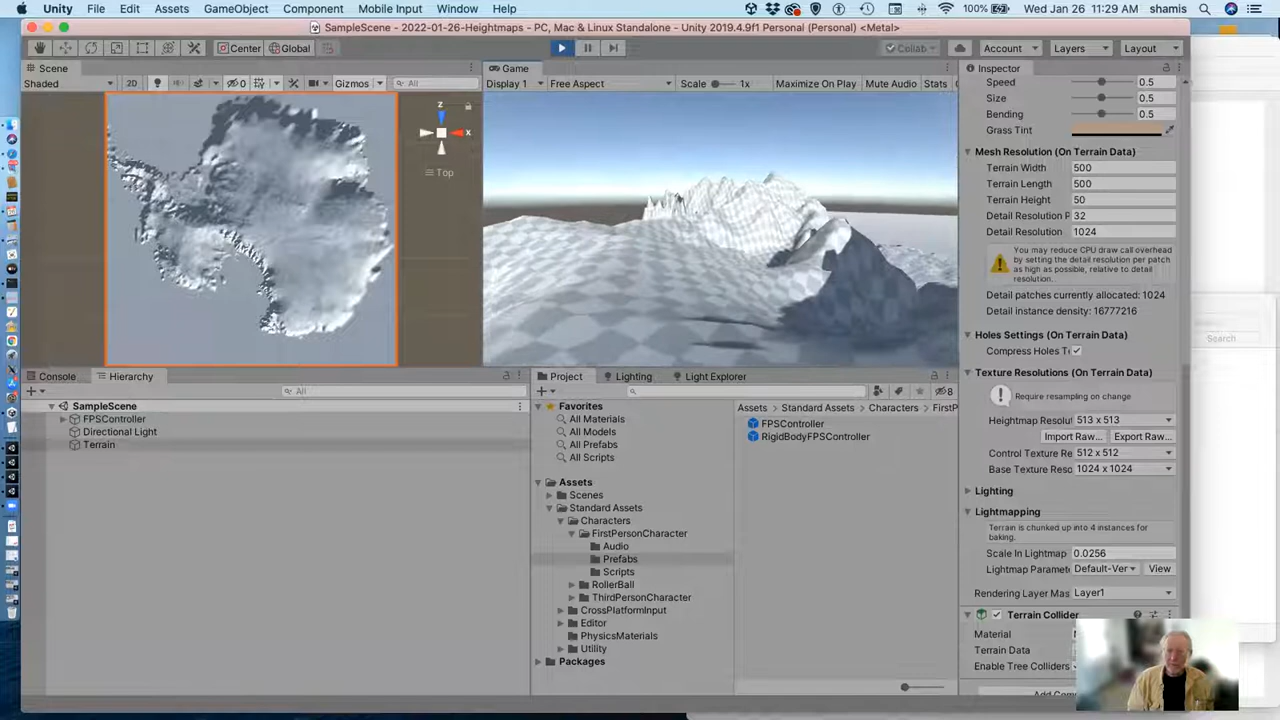 Unity File Edit Assets GameObject Component Mobile Input Window Help 100% Wed Jan 26 11:29 AM shamis
SampleScene - 2022-01-26-Heightmaps - PC, Mac & Linux Standalone - Unity 2019.4.9f1 Personal (Personal) <Metal>
Center Global Collab Account Layers Layout
Scene
Shaded 2D 0 Gizmos All
z
x
Top
Game
Display 1 Free Aspect Scale 1x Maximize On Play Mute Audio Stats
Inspector
Speed 0.5
Size 0.5
Bending 0.5
Grass Tint
Mesh Resolution (On Terrain Data)
Terrain Width 500
Terrain Length 500
Terrain Height 50
Detail Resolution P 32
Detail Resolution 1024
You may reduce CPU draw call overhead
by setting the detail resolution per patch
as high as possible, relative to detail
resolution.
Detail patches currently allocated: 1024
Detail instance density: 16777216
Holes Settings (On Terrain Data)
Compress Holes Te
Texture Resolutions (On Terrain Data)
Require resampling on change
Heightmap Resolu 513 x 513
Import Raw... Export Raw...
Control Texture Re 512 x 512
Base Texture Reso 1024 x 1024
Lighting
Lightmapping
Terrain is chunked up into 4 instances for
baking.
Scale In Lightmap 0.0256
Lightmap Paramete Default-Ver View
Rendering Layer Mas Layer1
Terrain Collider
Material
Terrain Data
Enable Tree Colliders
Console Hierarchy
All
SampleScene
FPSController
Directional Light
Terrain
Project Lighting Light Explorer
8
Favorites
All Materials
All Models
All Prefabs
All Scripts
Assets
Scenes
Standard Assets
Characters
FirstPersonCharacter
Audio
Prefabs
Scripts
RollerBall
ThirdPersonCharacter
CrossPlatformInput
Editor
PhysicsMaterials
Utility
Packages
Assets Standard Assets Characters FirstP
FPSController
RigidBodyFPSController
Search